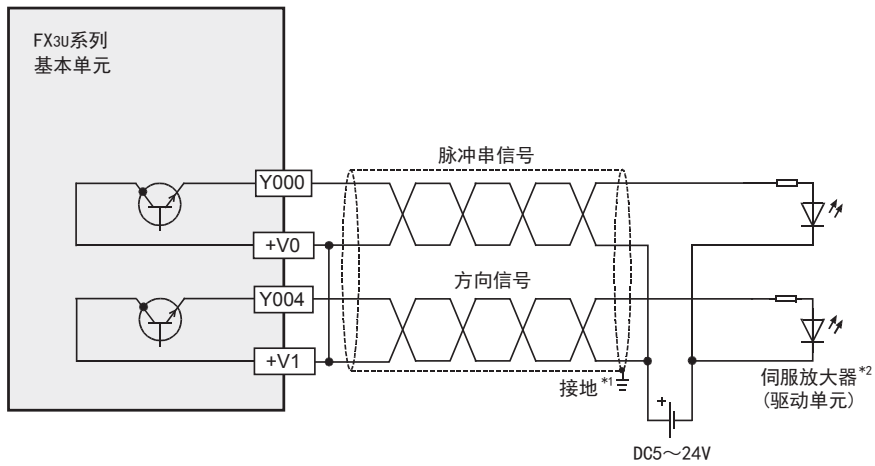 FX3U系列
基本单元
脉冲串信号
Y000
+V0
方向信号
Y004
+V1
接地*1
伺服放大器*2
(驱动单元)
+
DC5～24V